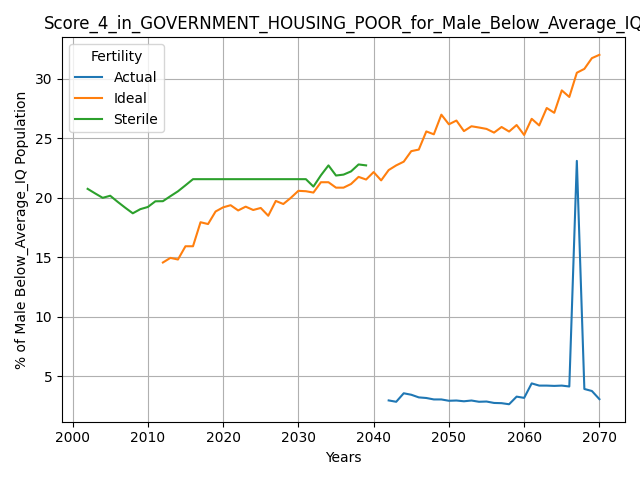 Score_4_in_GOVERNMENT_HOUSING_POOR_for_Male_Below_Average_IQ
Fertility
Actual
Ideal
Sterile
% of Male Below_Average_IQ Population
30
25
20
15
10
5
2000 2010 2020 2030 2040 2050 2060 2070
Years